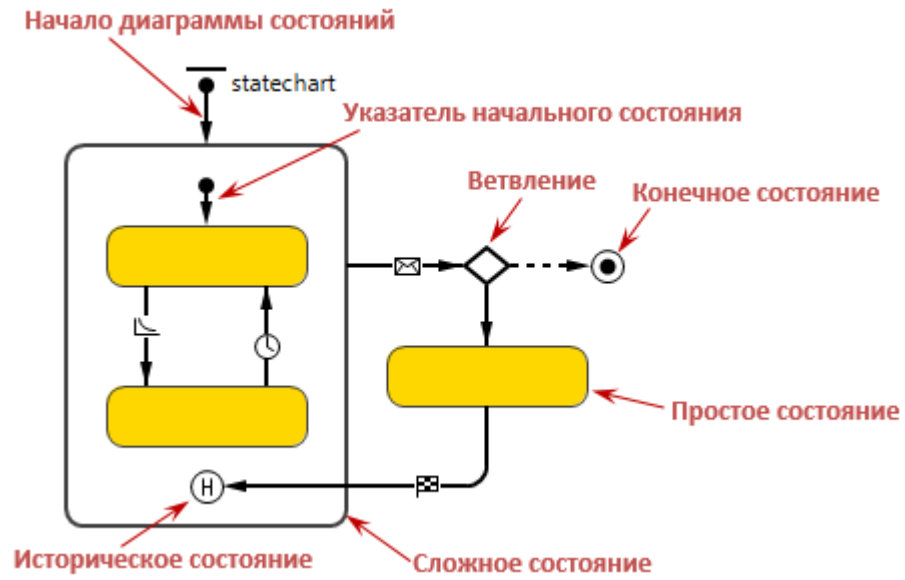 Начало диаграммы состояний
statechart
Указатель начального состояния
Ветвление
Конечное состояние
Простое состояние
H
Историческое состояние
Сложное состояние